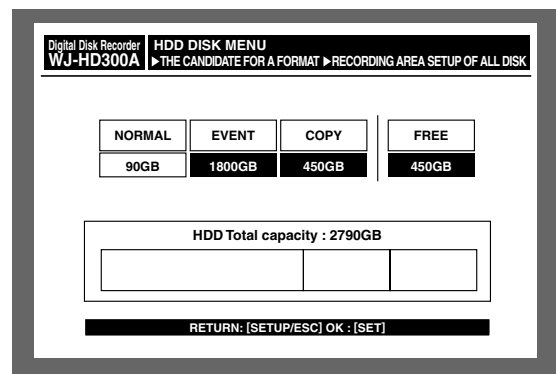 Digital Disk Recorder
WJ-HD300A
HDD DISK MENU
▶THE CANDIDATE FOR A FORMAT ▶RECORDING AREA SETUP OF ALL DISK
NORMAL EVENT COPY FREE
90GB 1800GB 450GB 450GB
HDD Total capacity : 2790GB
RETURN: [SETUP/ESC] OK : [SET]